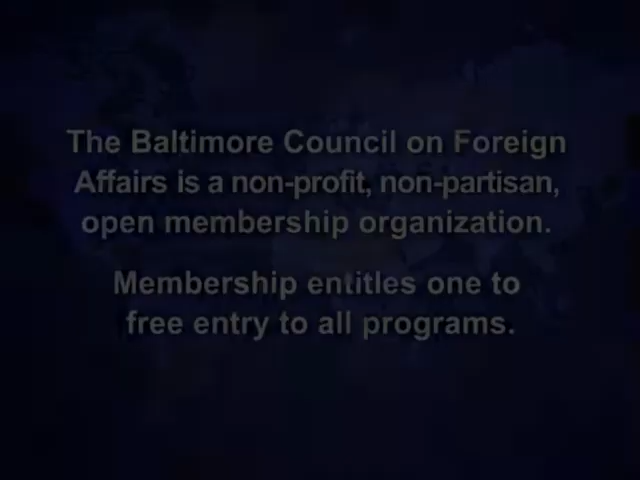 The Baltimore Council on Foreign
Affairs is a non-profit, non-partisan,
open membership organization.
Membership entitles one to
free entry to all programs.